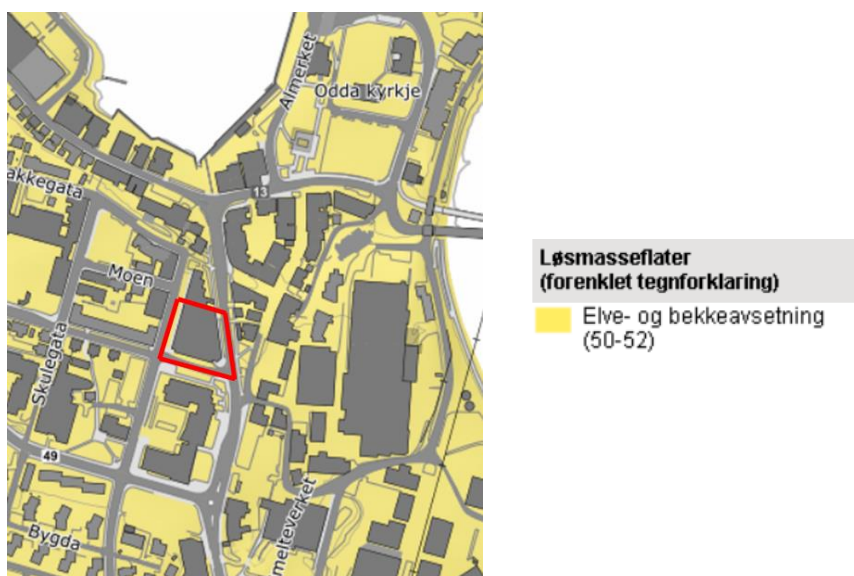 Almerket
Odda kyrkje
akkegata
13
Moen
Skulegata
49
Bygda
melteverket
Løsmasseflater
(forenklet tegnforklaring)
Elve- og bekkeavsetning
(50-52)